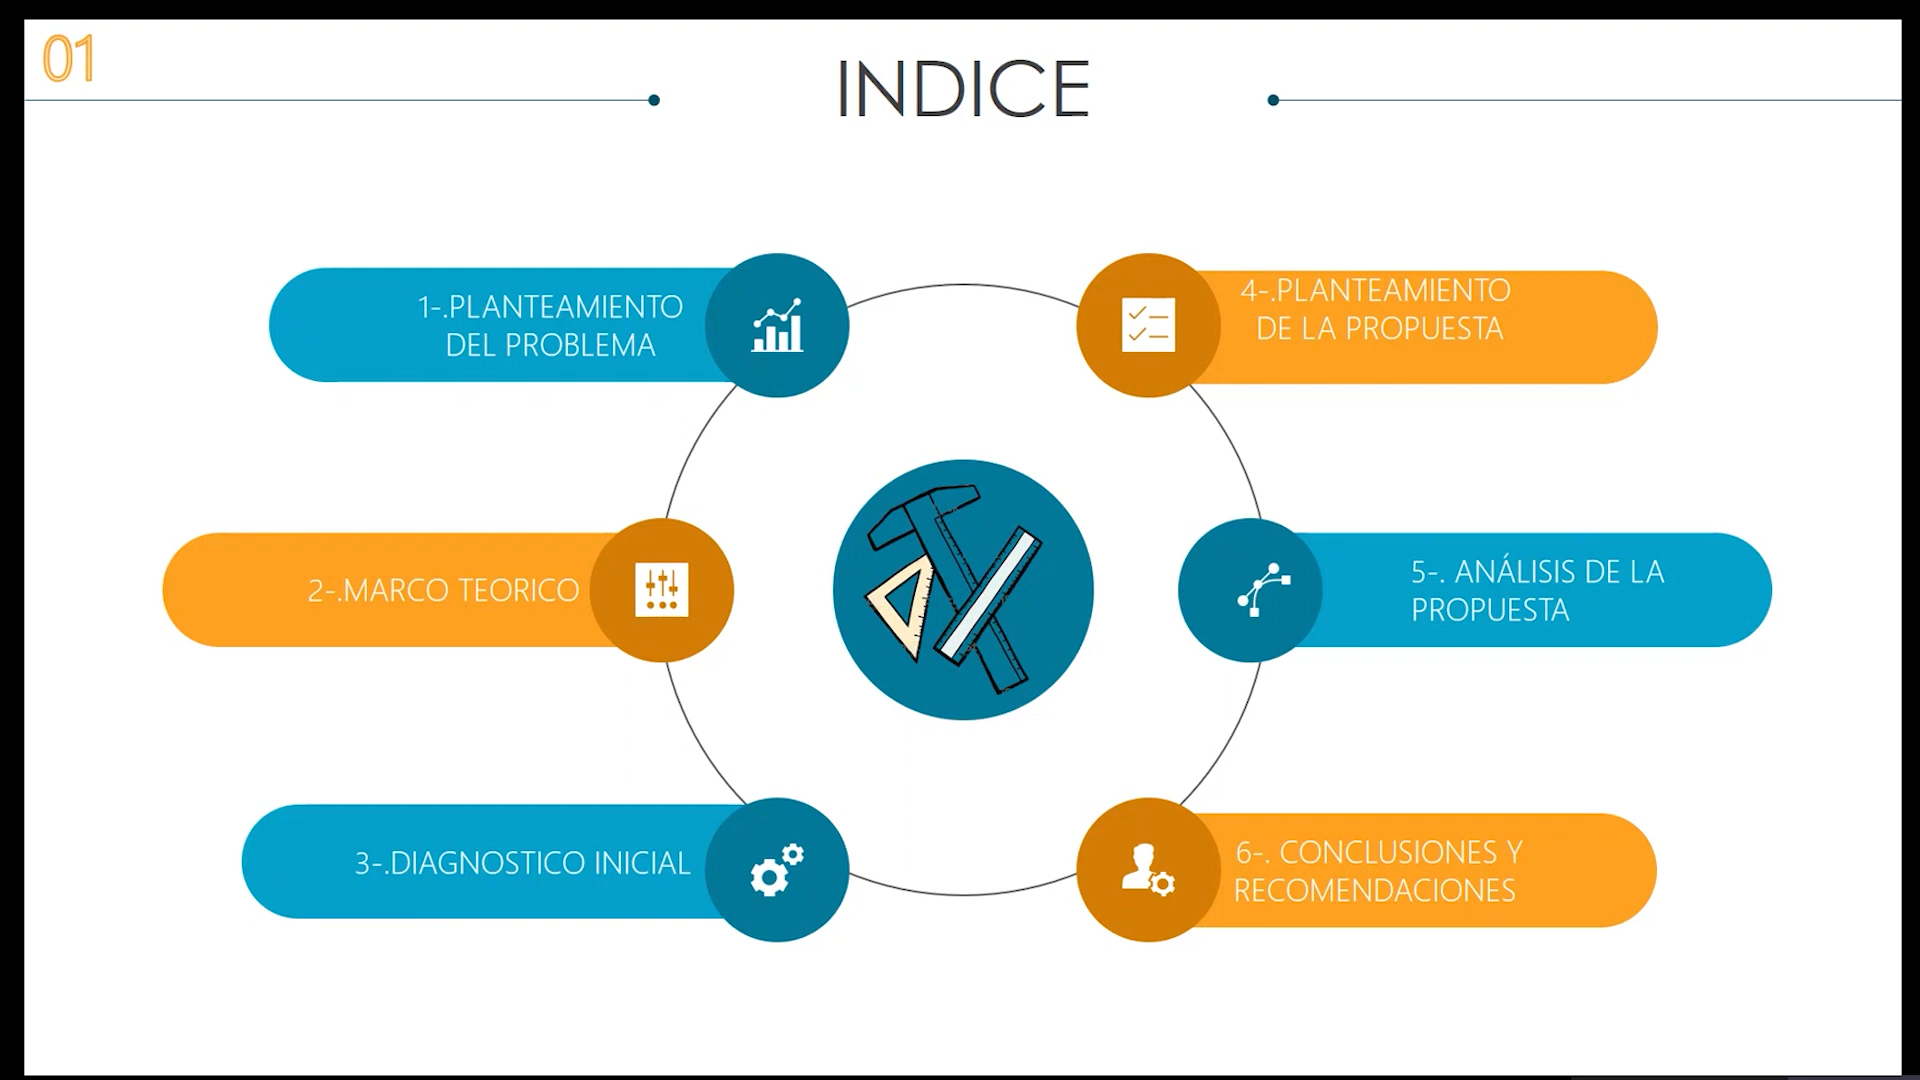 01
INDICE
1-.PLANTEAMIENTO
DEL PROBLEMA
2-.MARCO TEORICO
3-.DIAGNOSTICO INICIAL
4-.PLANTEAMIENTO
DE LA PROPUESTA
5-. ANÁLISIS DE LA
PROPUESTA
6-. CONCLUSIONES Y
RECOMENDACIONES